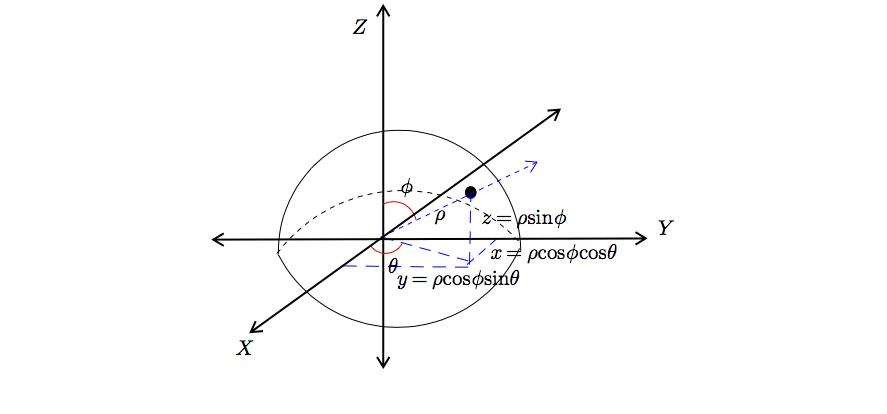 Z
ϕ
ρ
z = ρsinϕ
Y
x = ρcosϕcosθ
θ
y = ρcosϕsinθ
X